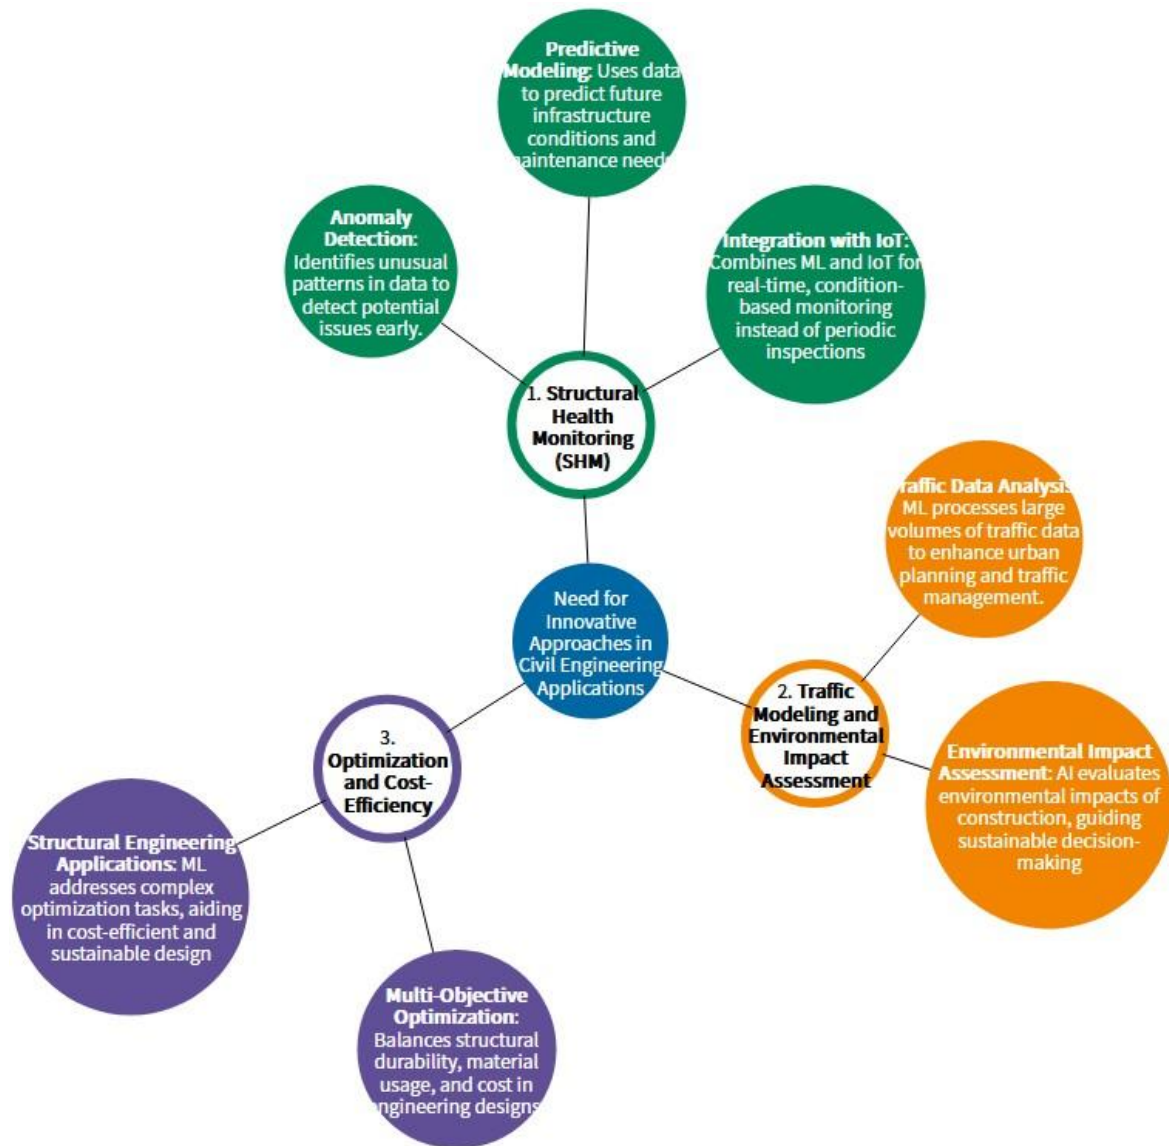 Predictive
Modeling: Uses data
to predict future
infrastructure
conditions and
maintenance needs
Anomaly
Detection:
Identifies unusual
patterns in data to
detect potential
issues early.
Integration with IoT:
Combines ML and IoT for
real-time, condition-
based monitoring
instead of periodic
inspections
1. Structural
Health
Monitoring
(SHM)
Traffic Data Analysis:
ML processes large
volumes of traffic data
to enhance urban
planning and traffic
management.
Need for
Innovative
Approaches in
Civil Engineering
Applications
2. Traffic
Modeling and
Environmental
Impact
Assessment
Environmental Impact
Assessment: AI evaluates
environmental impacts of
construction, guiding
sustainable decision-
making
3.
Optimization
and Cost-
Efficiency
Structural Engineering
Applications: ML
addresses complex
optimization tasks, aiding
in cost-efficient and
sustainable design
Multi-Objective
Optimization:
Balances structural
durability, material
usage, and cost in
engineering designs